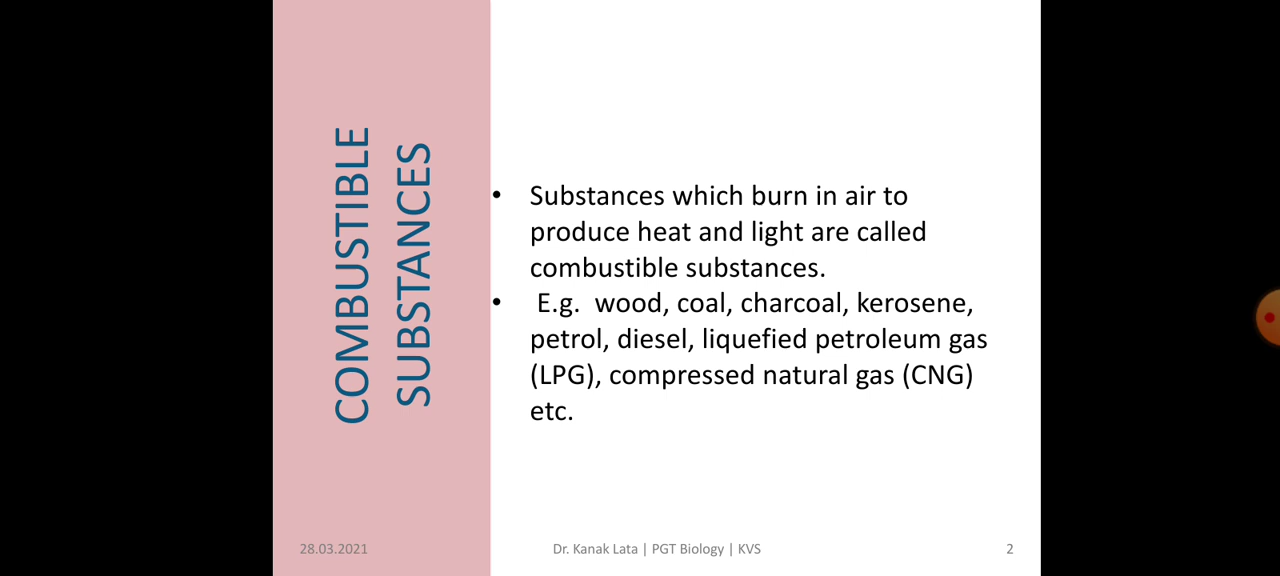 COMBUSTIBLE
SUBSTANCES
• Substances which burn in air to
produce heat and light are called
combustible substances.
• E.g. wood, coal, charcoal, kerosene,
petrol, diesel, liquefied petroleum gas
(LPG), compressed natural gas (CNG)
etc.
28.03.2021
Dr. Kanak Lata | PGT Biology | KVS
2